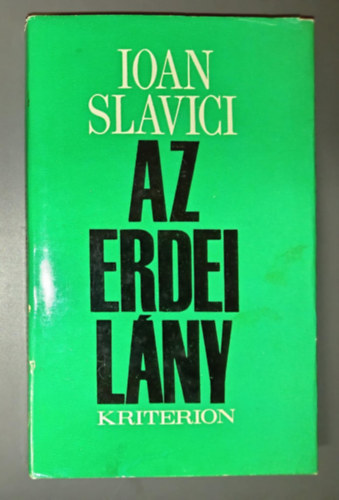 IOAN
SLAVICI
AZ
ERDEI
LÁNY
KRITERION